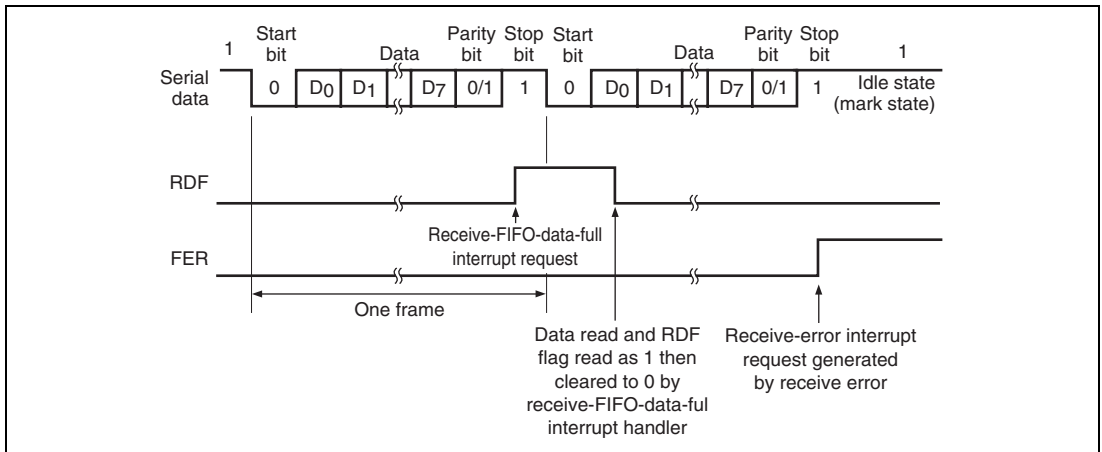 1 Start bit Data Parity bit Stop bit Start bit Data Parity bit Stop bit 1
Serial data 0 D0 D1 D7 0/1 1 0 D0 D1 D7 0/1 1 Idle state (mark state)
RDF
Receive-FIFO-data-full
interrupt request
FER
One frame
Data read and RDF
flag read as 1 then
cleared to 0 by
receive-FIFO-data-ful
interrupt handler
Receive-error interrupt
request generated
by receive error